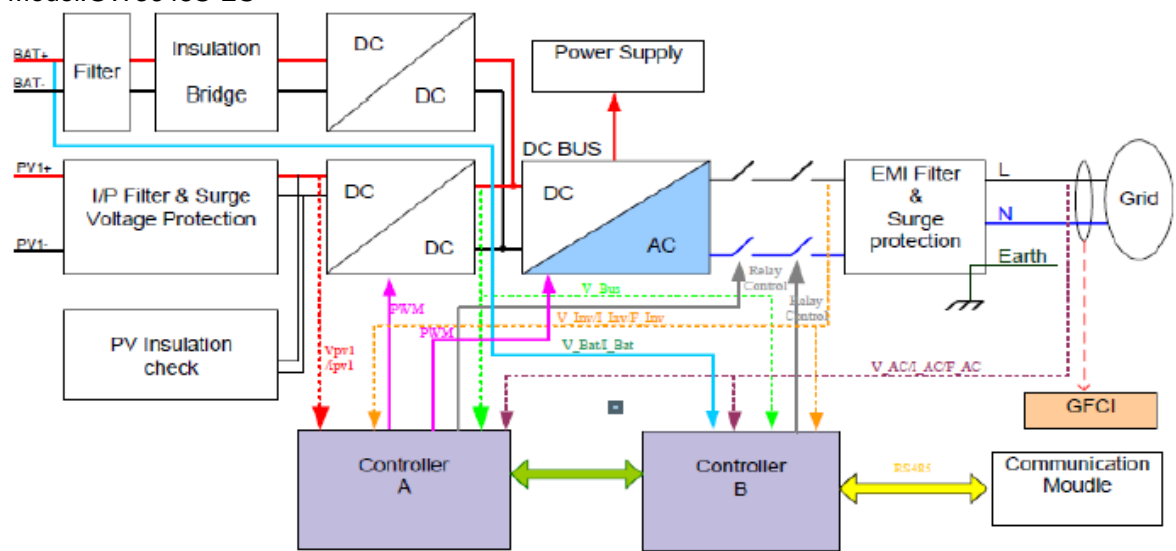 BAT+
BAT-
Filter
Insulation
Bridge
DC
DC
Power Supply
PV1+
PV1-
I/P Filter & Surge
Voltage Protection
DC
DC
DC BUS
DC
AC
EMI Filter
&
Surge
protection
L
N
Earth
Grid
PV Insulation
check
Vpv1
/Ipv1
PWM
PWM
Relay
Control
Relay
Control
V_Bus
V_Inv/I_Inv/F_Inv
V_Bat/I_Bat
V_AC/I_AC/F_AC
GFCI
Controller
A
Controller
B
RS485
Communication
Moudle